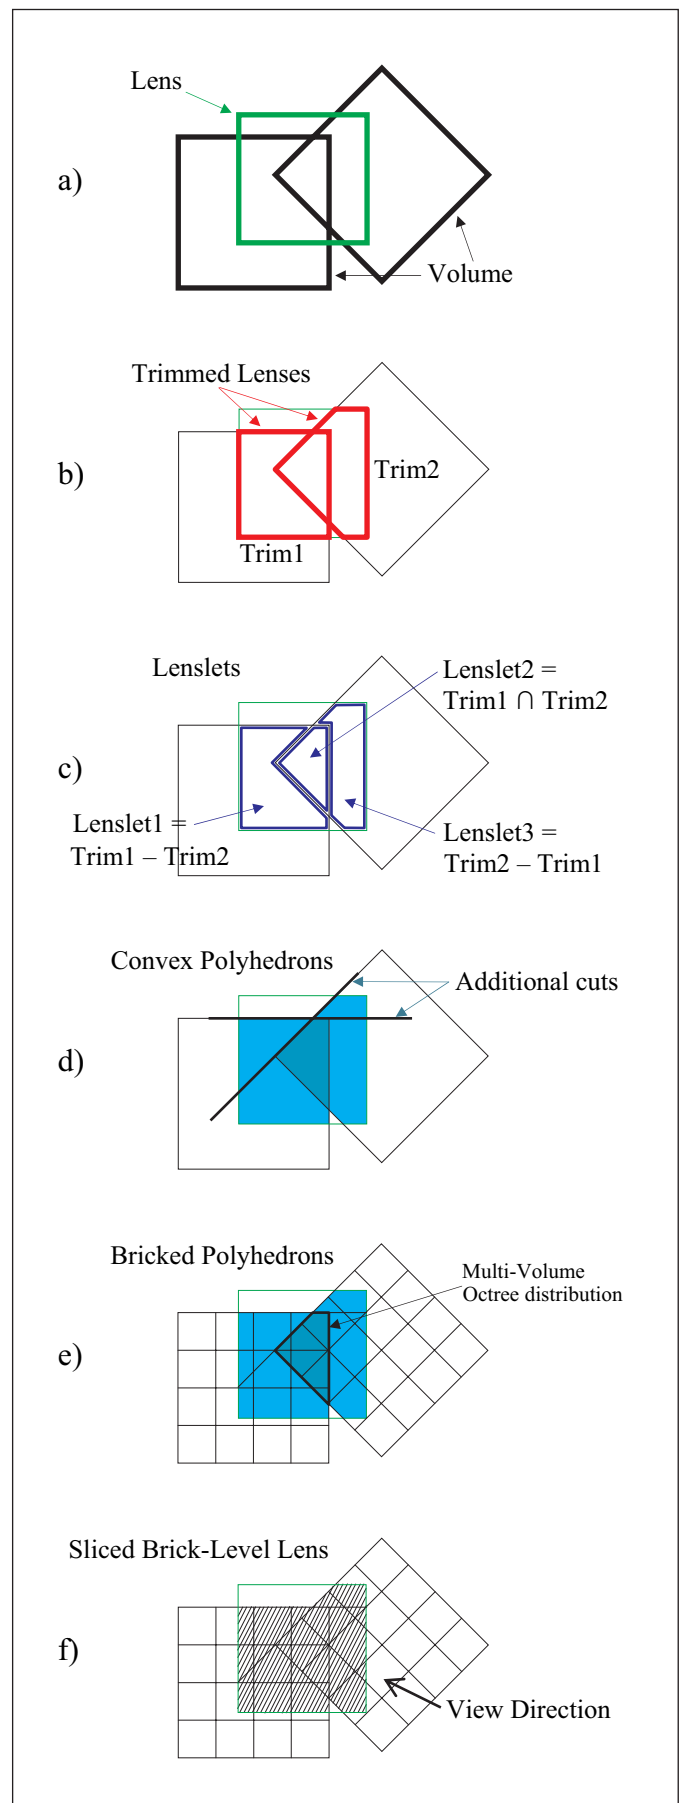 Lens
a)
Volume
Trimmed Lenses
b)
Trim2
Trim1
Lenslets
Lenslet2 =
Trim1 ∩ Trim2
c)
Lenslet1 =
Trim1 – Trim2
Lenslet3 =
Trim2 – Trim1
Convex Polyhedrons
Additional cuts
d)
Bricked Polyhedrons
Multi-Volume
Octree distribution
e)
Sliced Brick-Level Lens
f)
View Direction